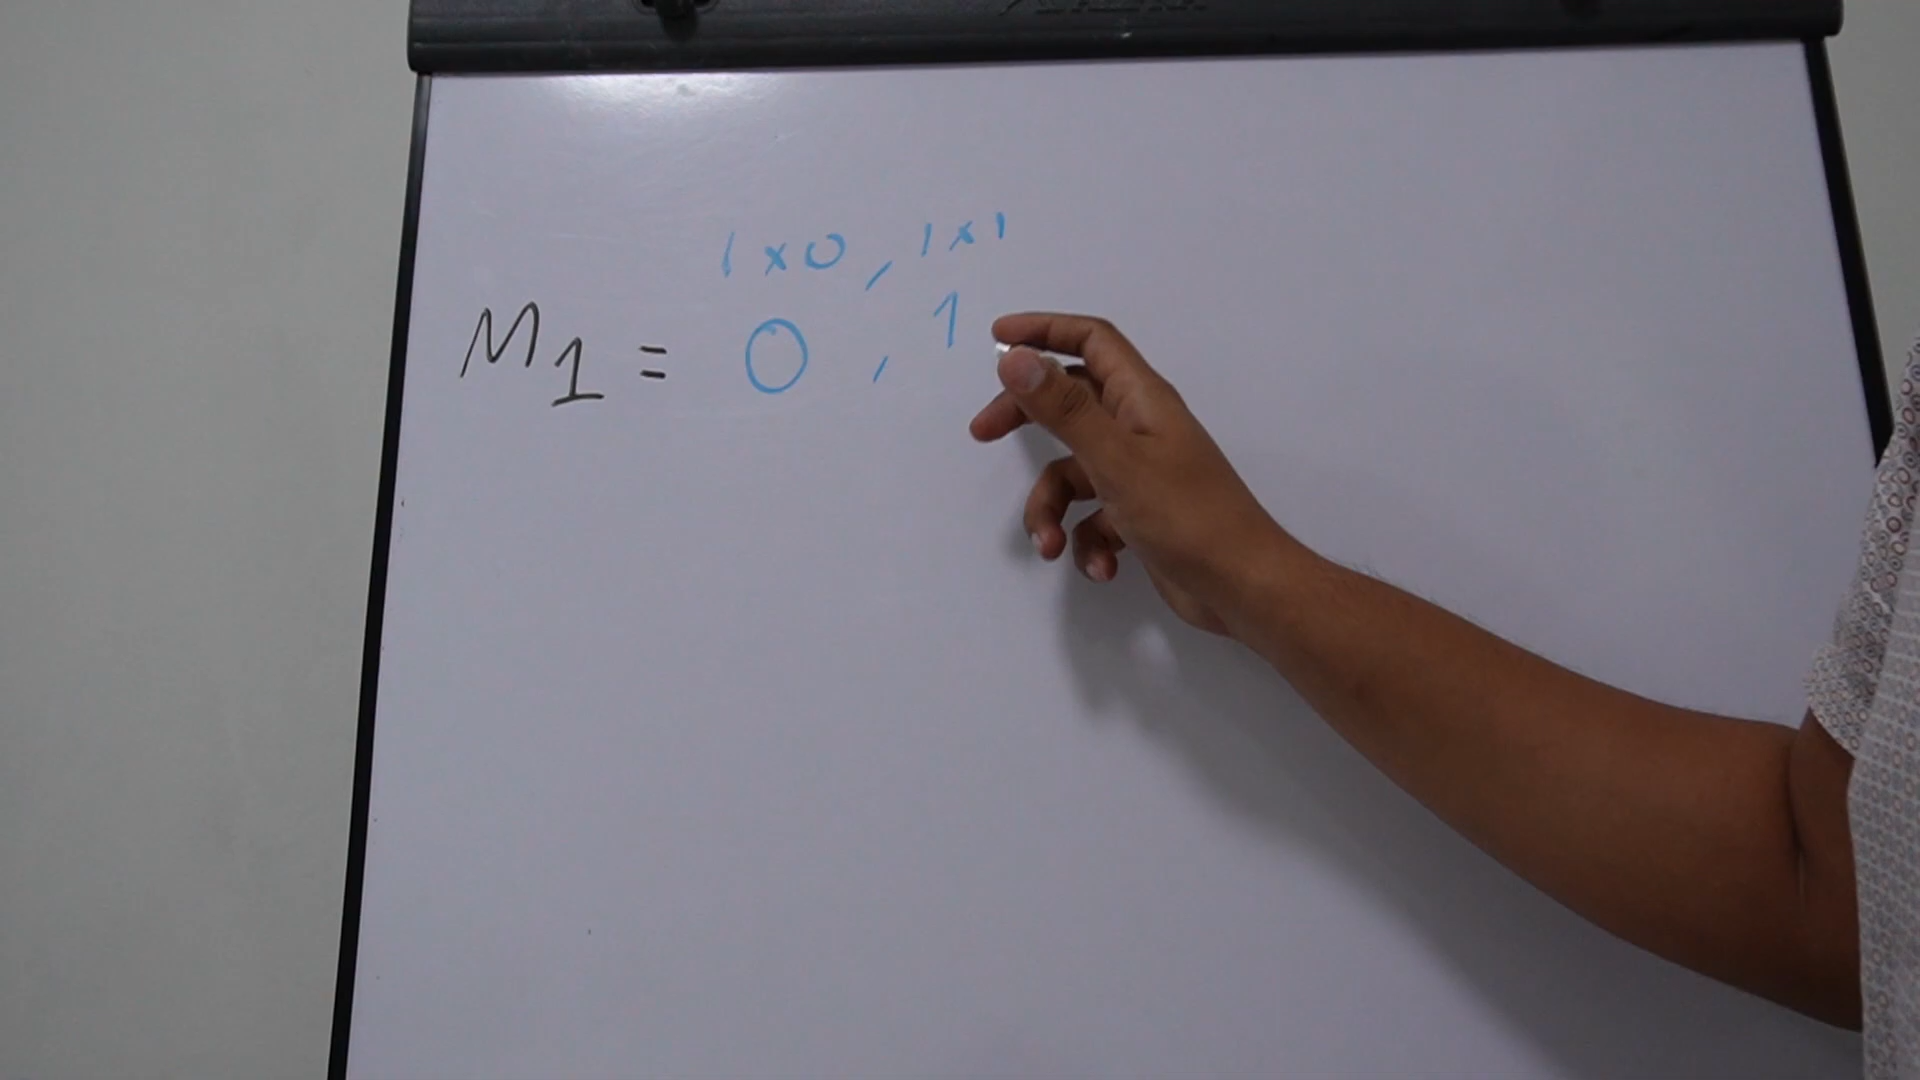 1 x 0 , 1 x 1
M1 = 0 , 1